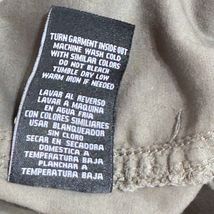 TURN GARMENT INSIDE OUT
MACHINE WASH COLD
WITH SIMILAR COLORS
DO NOT BLEACH
TUMBLE DRY LOW
WARM IRON IF NEEDED
LAVAR AL REVERSO
LAVAR A MAQUINA
EN AGUA FRIA
CON COLORES SIMILARES
USAR BLANQUEADOR
SIN CLORO
SECAR EN SECADORA
DOMESTICA A
TEMPERATURA BAJA
PLANCHAR A
TEMPERATURA BAJA